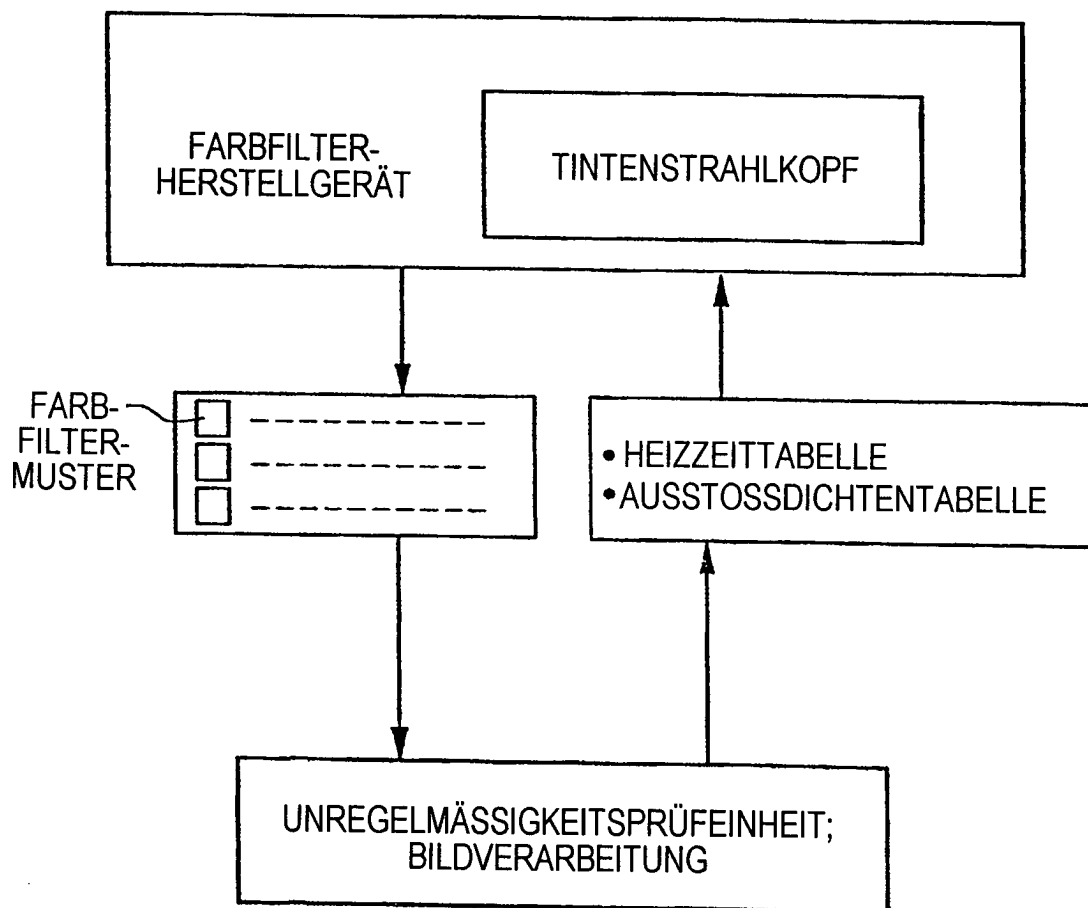 FARBFILTER-
HERSTELLGERÄT
TINTENSTRAHLKOPF
FARB-
FILTER-
MUSTER
• HEIZZEITTABELLE
• AUSSTOSSDICHTENTABELLE
UNREGELMÄSSIGKEITSPRÜFEINHEIT;
BILDVERARBEITUNG